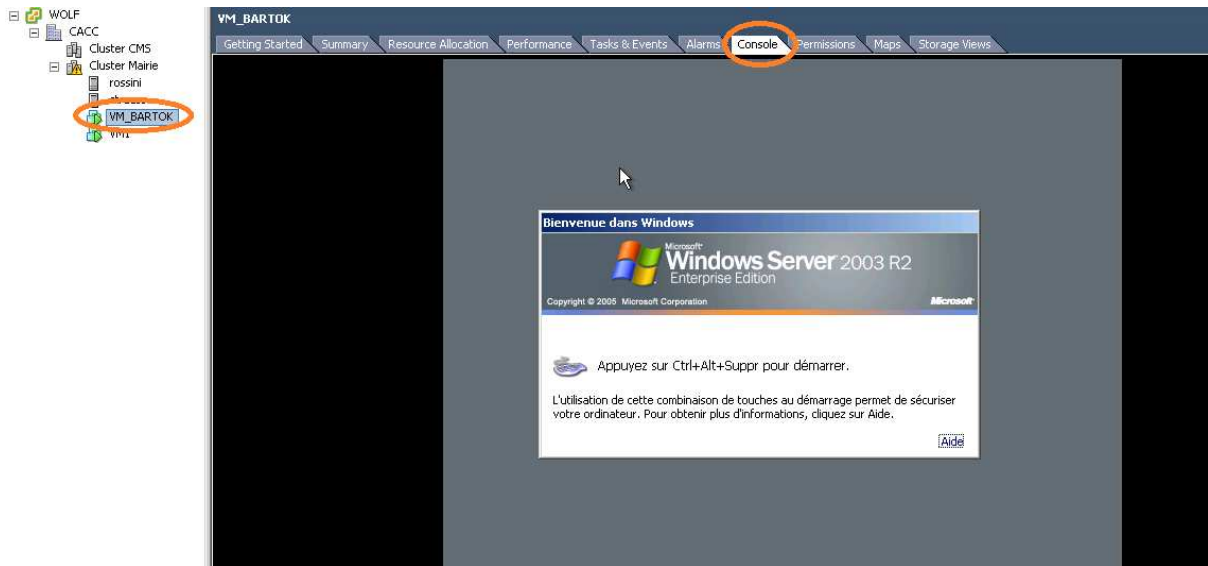 WOLF
CACC
Cluster CMS
Cluster Mairie
rossini
VM_BARTOK
VM1
VM_BARTOK
Getting Started Summary Resource Allocation Performance Tasks & Events Alarms Console Permissions Maps Storage Views
Bienvenue dans Windows
Microsoft
Windows Server 2003 R2
Enterprise Edition
Copyright © 2005 Microsoft Corporation Microsoft
Appuyez sur Ctrl+Alt+Suppr pour démarrer.
L'utilisation de cette combinaison de touches au démarrage permet de sécuriser
votre ordinateur. Pour obtenir plus d'informations, cliquez sur Aide.
Aide